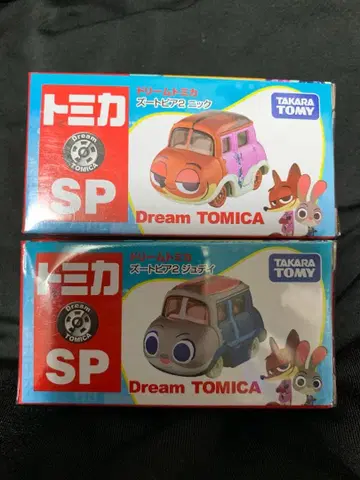 トミカ
Dream
TOMICA
SP
ドリームトミカ
ズートピア2 ニック
TAKARA
TOMY
Dream TOMICA
トミカ
Dream
TOMICA
SP
ドリームトミカ
ズートピア2 ジュディ
TAKARA
TOMY
Dream TOMICA